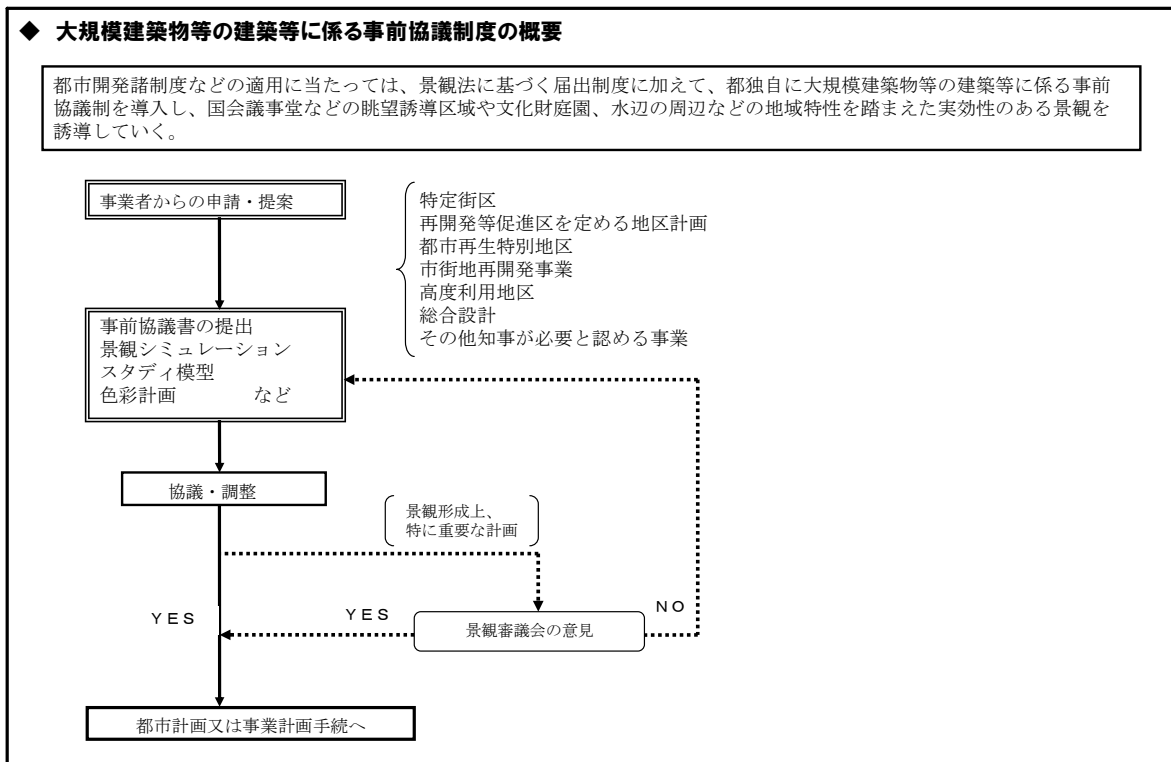 ◆ 大規模建築物等の建築等に係る事前協議制度の概要
都市開発諸制度などの適用に当たっては、景観法に基づく届出制度に加えて、都独自に大規模建築物等の建築等に係る事前
協議制を導入し、国会議事堂などの眺望誘導区域や文化財庭園、水辺の周辺などの地域特性を踏まえた実効性のある景観を
誘導していく。
事業者からの申請・提案
特定街区
再開発等促進区を定める地区計画
都市再生特別地区
市街地再開発事業
高度利用地区
総合設計
その他知事が必要と認める事業
事前協議書の提出
景観シミュレーション
スタディ模型
色彩計画 など
協議・調整
景観形成上、
特に重要な計画
YES
YES
NO
景観審議会の意見
都市計画又は事業計画手続へ